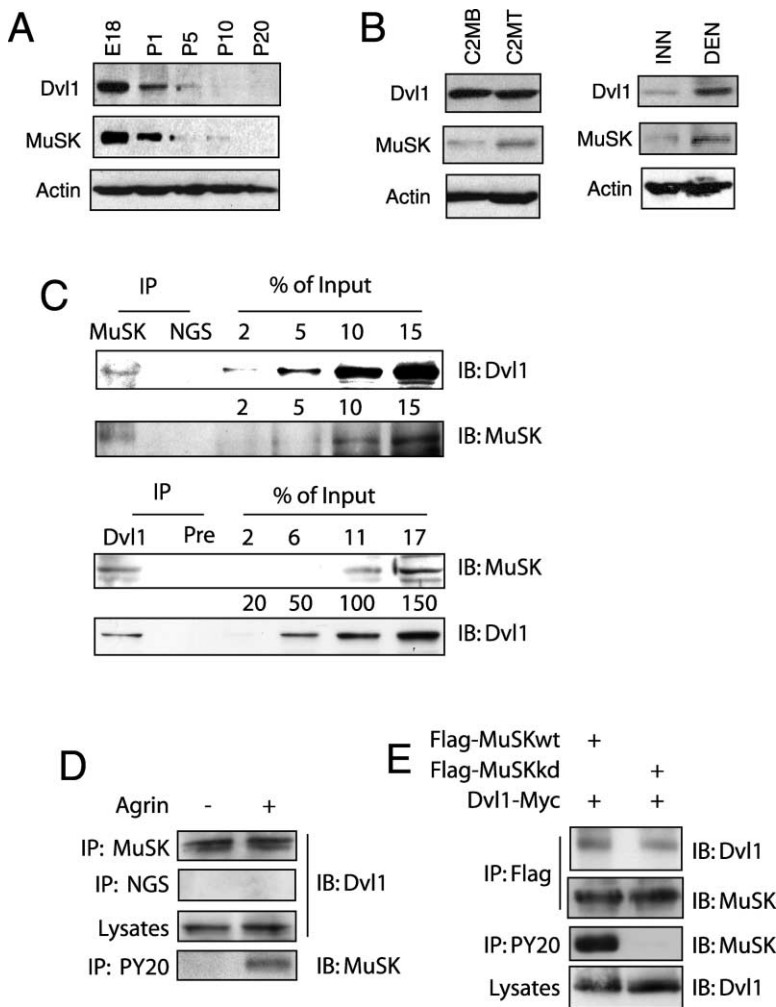 A
E18 P1 P5 P10 P20
Dvl1
MuSK
Actin
B
C2MB C2MT
Dvl1
MuSK
Actin
INN DEN
Dvl1
MuSK
Actin
C
IP % of Input
MuSK NGS 2 5 10 15
IB: Dvl1
2 5 10 15
IB: MuSK
IP % of Input
Dvl1 Pre 2 6 11 17
IB: MuSK
20 50 100 150
IB: Dvl1
D
Agrin - +
IP: MuSK
IP: NGS
IB: Dvl1
Lysates
IP: PY20 IB: MuSK
E
Flag-MuSKwt +
Flag-MuSKkd +
Dvl1-Myc + +
IP: Flag
IB: Dvl1
IB: MuSK
IP: PY20 IB: MuSK
Lysates IB: Dvl1